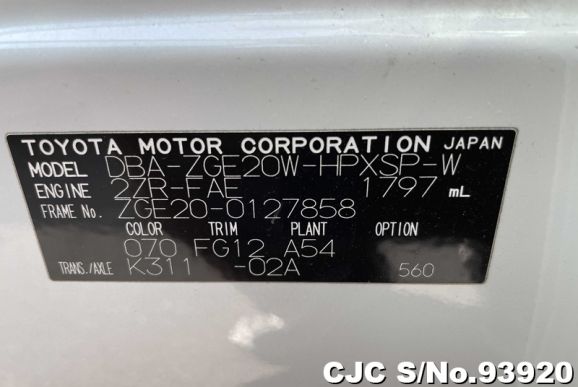 TOYOTA MOTOR CORPORATION JAPAN
MODEL DBA-ZGE20W-HPXSP-W
ENGINE 2ZR-FAE 1797 mL
FRAME No. ZGE20-0127858
COLOR TRIM PLANT OPTION
070 FG12 A54
TRANS./AXLE K311 -02A 560
CJC S/No.93920